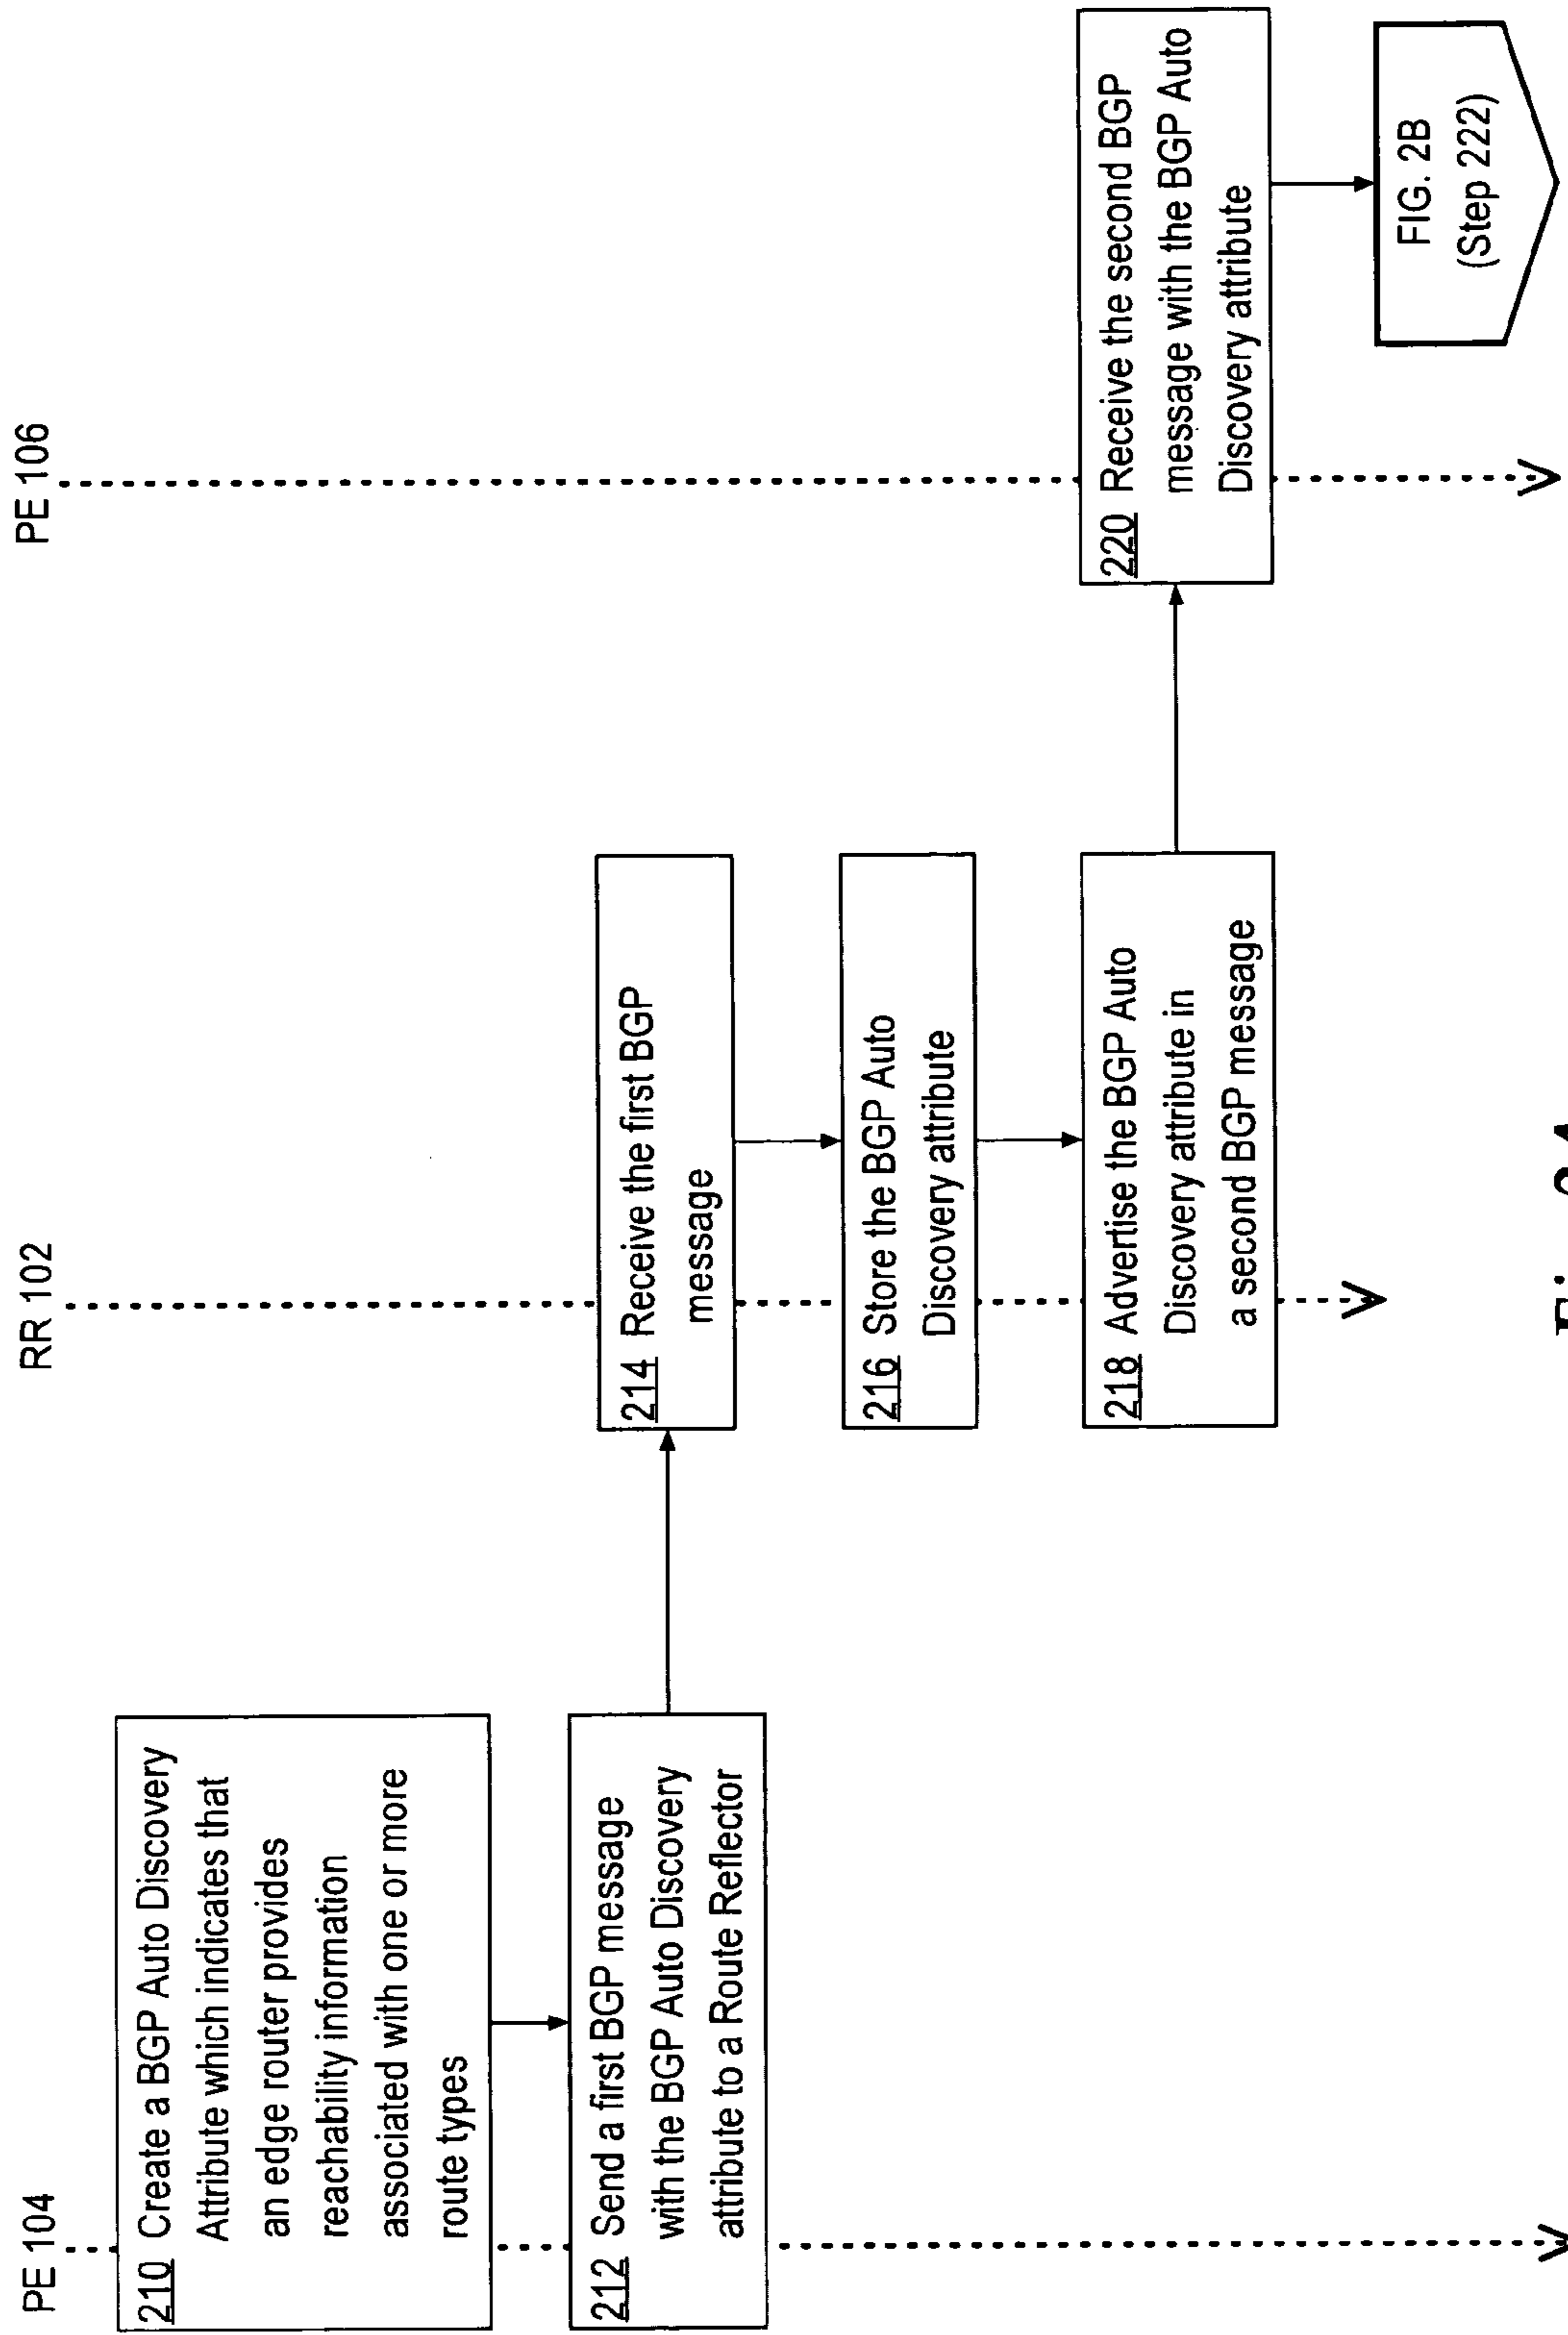 PE 104
RR 102
PE 106
210 Create a BGP Auto Discovery
Attribute which indicates that
an edge router provides
reachability information
associated with one or more
route types
212 Send a first BGP message
with the BGP Auto Discovery
attribute to a Route Reflector
214 Receive the first BGP
message
216 Store the BGP Auto
Discovery attribute
218 Advertise the BGP Auto
Discovery attribute in
a second BGP message
220 Receive the second BGP
message with the BGP Auto
Discovery attribute
FIG. 2B
(Step 222)